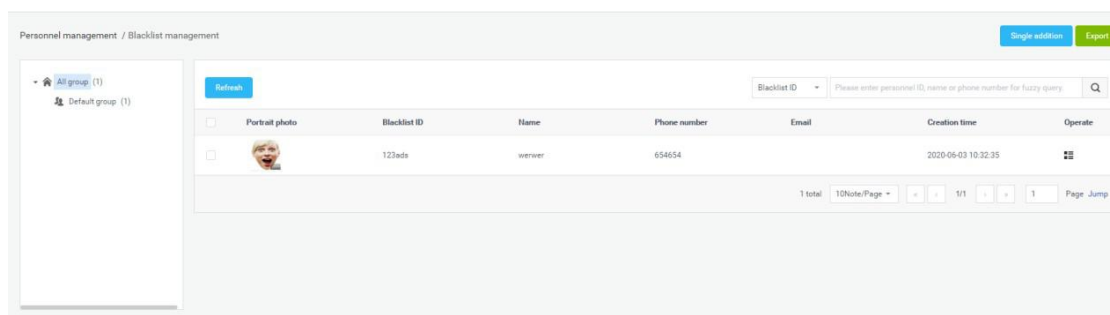 Personnel management / Blacklist management
Single addition
Export
All group (1)
Default group (1)
Refresh
Blacklist ID
Please enter personnel ID, name or phone number for fuzzy query.
Portrait photo Blacklist ID Name Phone number Email Creation time Operate
123ads werwer 654654 2020-06-03 10:32:35
1 total 10Note/Page « ‹ 1/1 › » 1 Page Jump